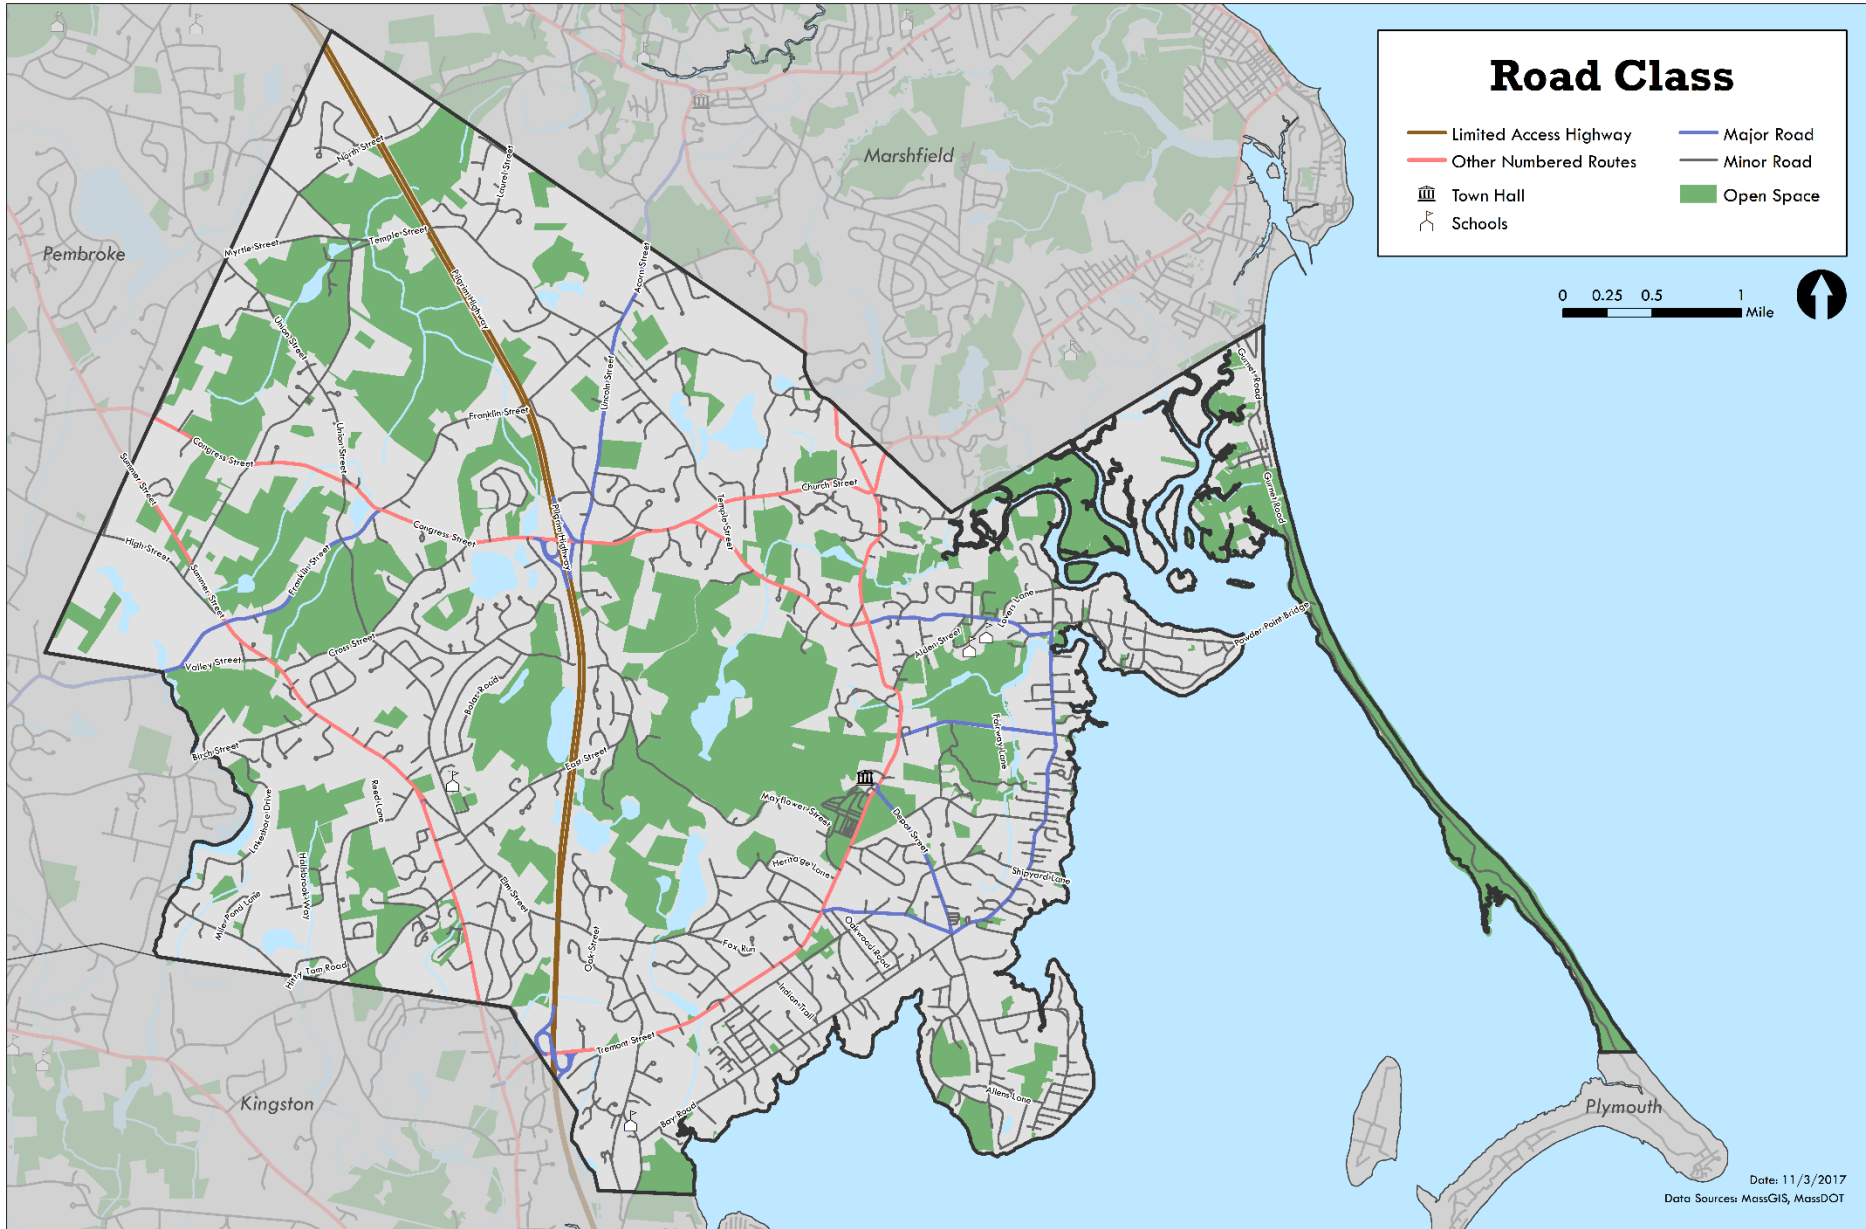 Road Class
Limited Access Highway
Major Road
Other Numbered Routes
Minor Road
Town Hall
Open Space
Schools
0 0.25 0.5 1
Mile
Marshfield
Pembroke
Kingston
Plymouth
North Street
Laurel Street
Myrtle Street
Temple Street
Pilgrim Highway
Acorn Street
Union Street
Lincoln Street
Gurnet Road
Franklin Street
Union Street
Congress Street
Summer Street
Church Street
Temple Street
Gurnet Road
Pilgrim Highway
Congress Street
High Street
Franklin Street
Summer Street
Lovers Lane
Powder Point Bridge
Alden Street
Cross Street
Valley Street
Bolas Road
Fairway Lane
Birch Street
East Street
Reed Lane
Mayflower Street
Depot Street
Lakeshore Drive
Heritage Lane
Hallsbrook Way
Shipyard Lane
Elm Street
Mile Pond Lane
Oakwood Road
Fox Run
Oak Street
Hitty Tom Road
Indian Trail
Tremont Street
Allens Lane
Bay Road
Date: 11/3/2017
Data Sources: MassGIS, MassDOT